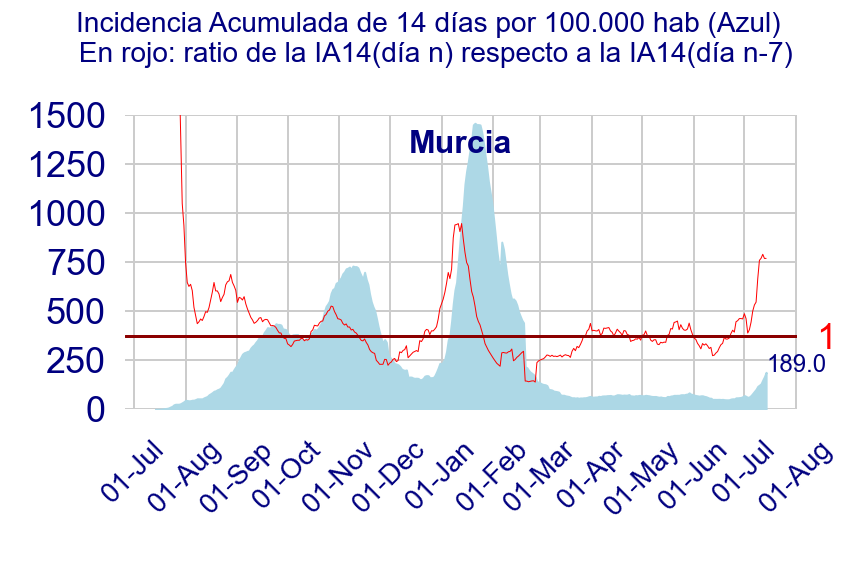 Incidencia Acumulada de 14 días por 100.000 hab (Azul)
En rojo: ratio de la IA14(día n) respecto a la IA14(día n-7)
1500
Murcia
1250
1000
750
500
1
250
189.0
0
01-Jul
01-Aug
01-Sep
01-Oct
01-Nov
01-Dec
01-Jan
01-Feb
01-Mar
01-Apr
01-May
01-Jun
01-Jul
01-Aug